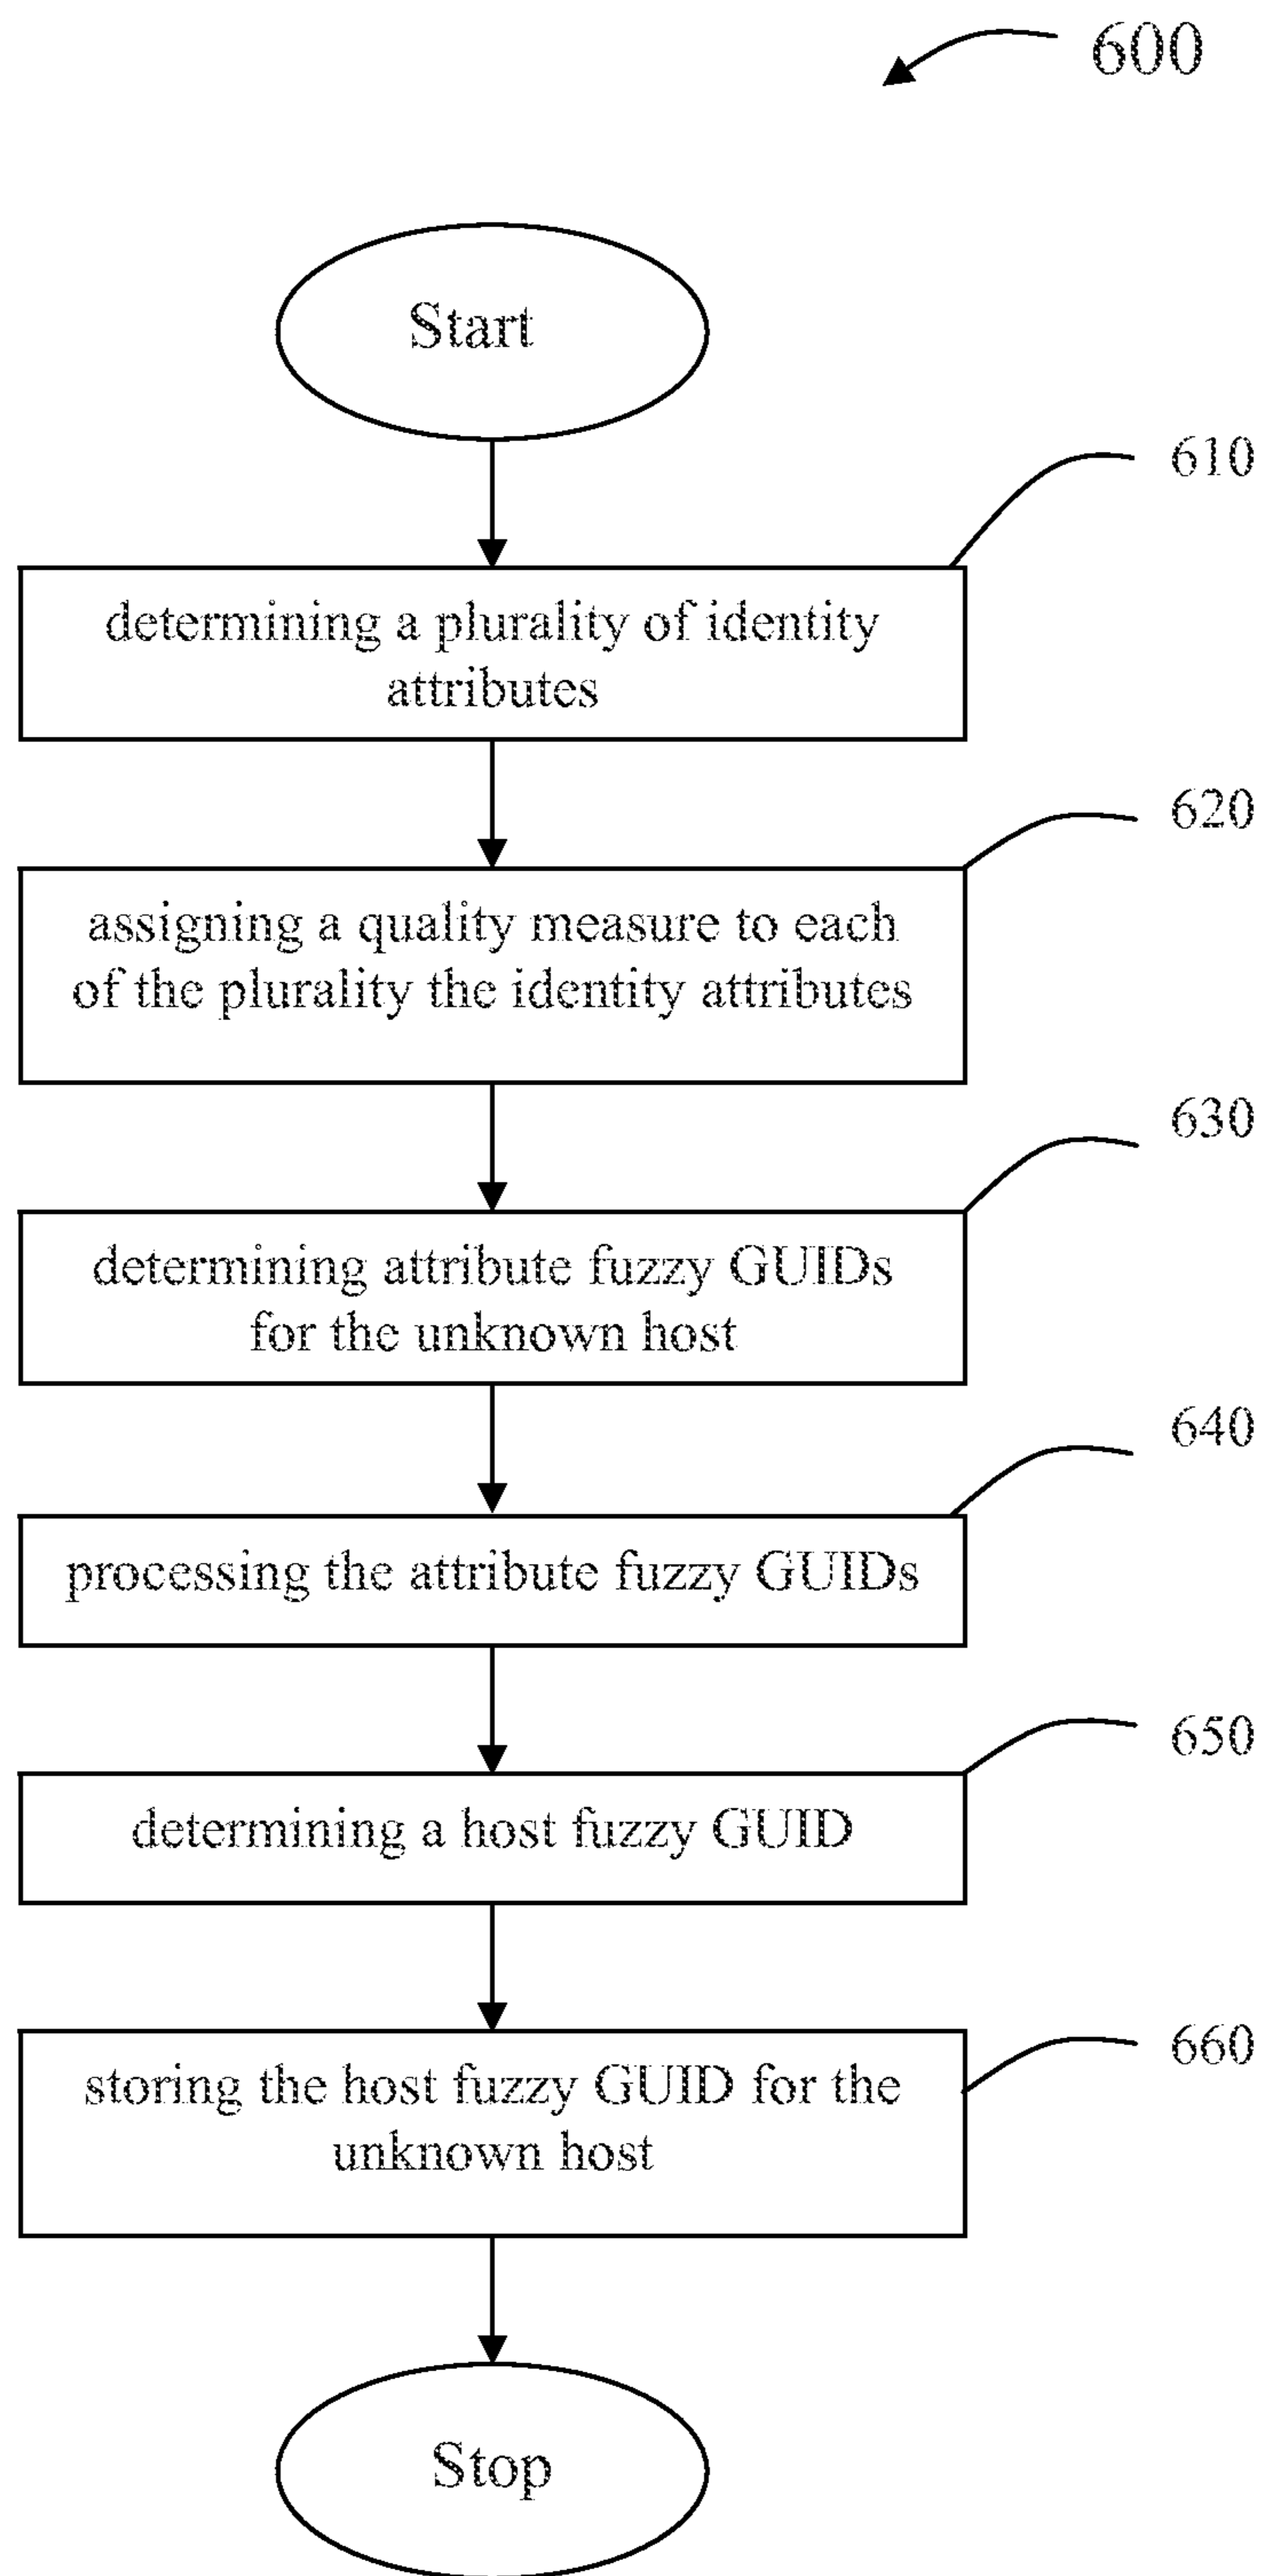 600
Start
610
determining a plurality of identity
attributes
620
assigning a quality measure to each
of the plurality the identity attributes
630
determining attribute fuzzy GUIDs
for the unknown host
640
processing the attribute fuzzy GUIDs
650
determining a host fuzzy GUID
660
storing the host fuzzy GUID for the
unknown host
Stop